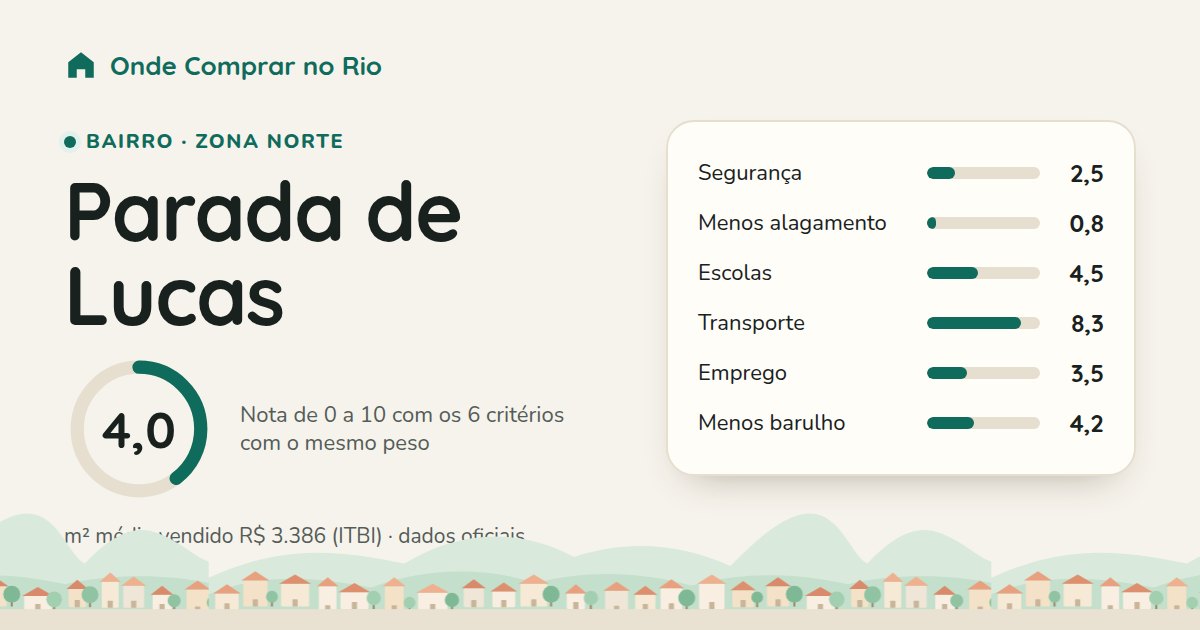 Onde Comprar no Rio
BAIRRO · ZONA NORTE
Parada de
Lucas
4,0
Nota de 0 a 10 com os 6 critérios
com o mesmo peso
m² médio vendido R$ 3.386 (ITBI) · dados oficiais
Segurança 2,5
Menos alagamento 0,8
Escolas 4,5
Transporte 8,3
Emprego 3,5
Menos barulho 4,2